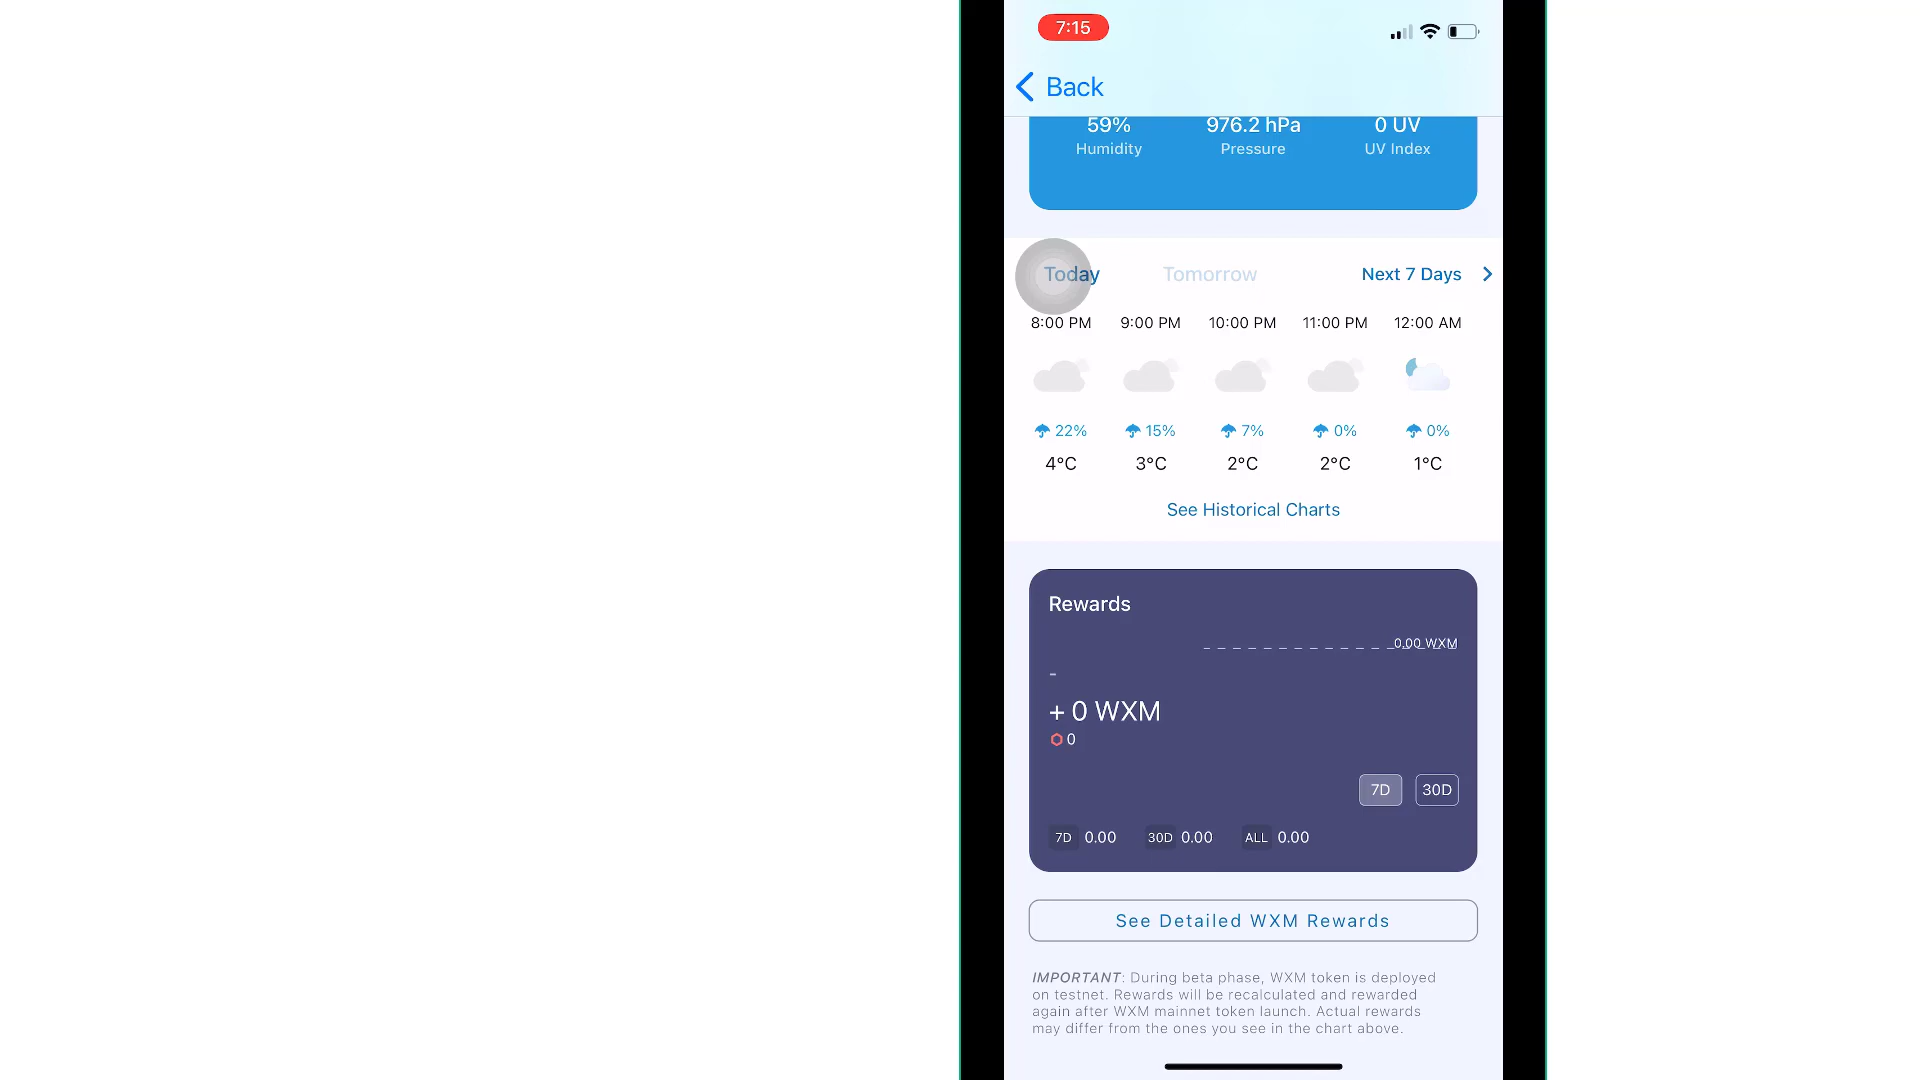 7:15
Back
59% 976.2 hPa 0 UV
Humidity Pressure UV Index
Today Tomorrow Next 7 Days
8:00 PM 9:00 PM 10:00 PM 11:00 PM 12:00 AM
22% 15% 7% 0% 0%
4°C 3°C 2°C 2°C 1°C
See Historical Charts
Rewards
0.00 WXM
-
+ 0 WXM
0
7D 30D
7D 0.00 30D 0.00 ALL 0.00
See Detailed WXM Rewards
IMPORTANT: During beta phase, WXM token is deployed
on testnet. Rewards will be recalculated and rewarded
again after WXM mainnet token launch. Actual rewards
may differ from the ones you see in the chart above.